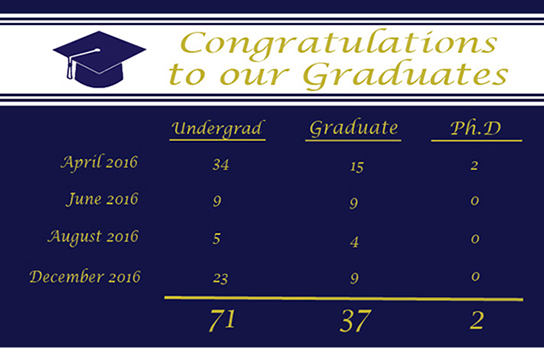 Congratulations
to our Graduates
Undergrad Graduate Ph.D
April 2016 34 15 2
June 2016 9 9 0
August 2016 5 4 0
December 2016 23 9 0
71 37 2